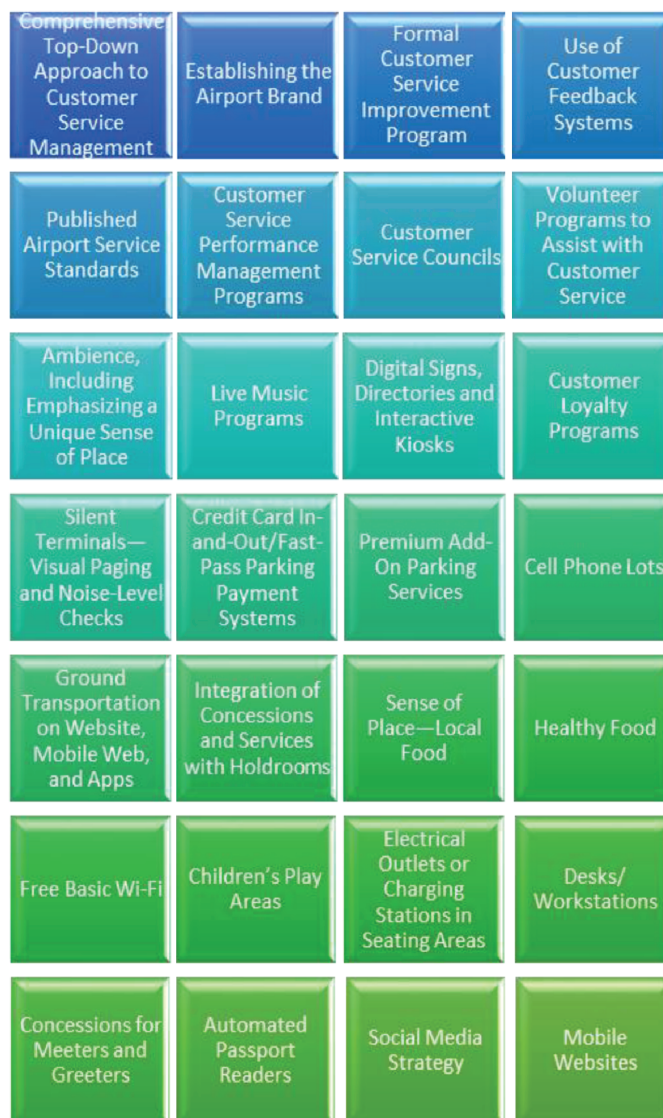 Comprehensive
Top-Down
Approach to
Customer
Service
Management
Establishing the
Airport Brand
Formal
Customer
Service
Improvement
Program
Use of
Customer
Feedback
Systems
Published
Airport Service
Standards
Customer
Service
Performance
Management
Programs
Customer
Service Councils
Volunteer
Programs to
Assist with
Customer
Service
Ambience,
Including
Emphasizing a
Unique Sense
of Place
Live Music
Programs
Digital Signs,
Directories and
Interactive
Kiosks
Customer
Loyalty
Programs
Silent
Terminals—
Visual Paging
and Noise-Level
Checks
Credit Card In-
and-Out/Fast-
Pass Parking
Payment
Systems
Premium Add-
On Parking
Services
Cell Phone Lots
Ground
Transportation
on Website,
Mobile Web,
and Apps
Integration of
Concessions
and Services
with Holdrooms
Sense of
Place—Local
Food
Healthy Food
Free Basic Wi-Fi
Children's Play
Areas
Electrical
Outlets or
Charging
Stations in
Seating Areas
Desks/
Workstations
Concessions for
Meeters and
Greeters
Automated
Passport
Readers
Social Media
Strategy
Mobile
Websites